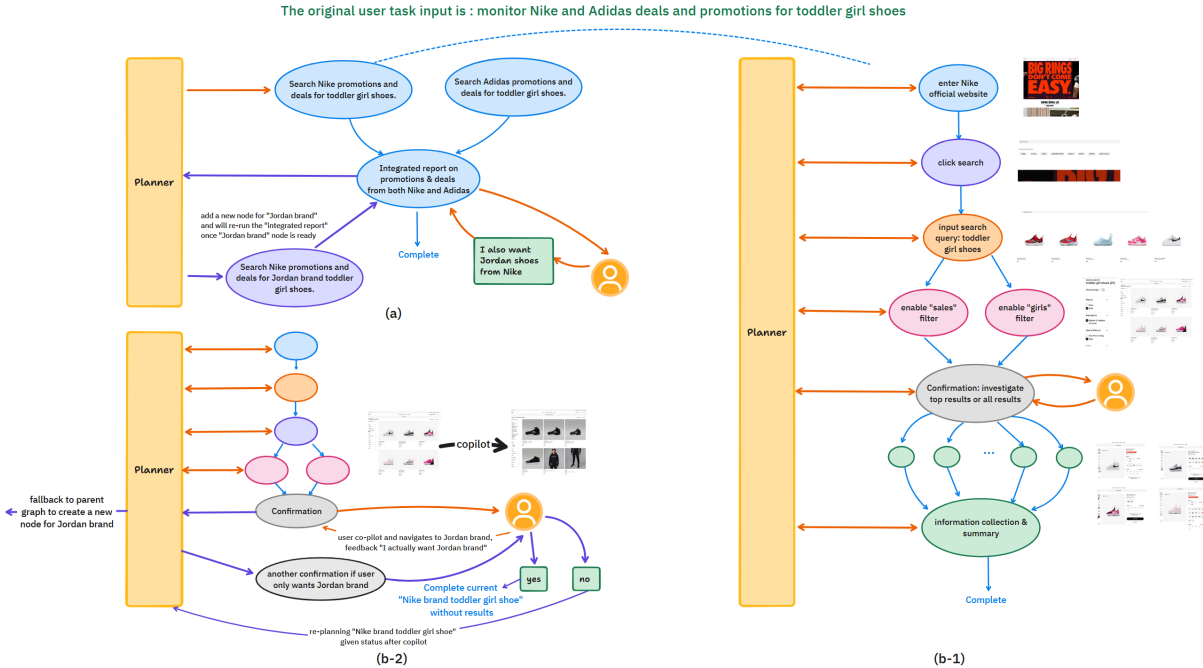 The original user task input is : monitor Nike and Adidas deals and promotions for toddler girl shoes
Planner
Search Nike promotions and
deals for toddler girl shoes.
Search Adidas promotions and
deals for toddler girl shoes.
Integrated report on
promotions & deals
from both Nike and Adidas
add a new node for "Jordan brand"
and will re-run the "Integrated report"
once "Jordan brand" node is ready
Search Nike promotions and
deals for Jordan brand toddler
girl shoes.
Complete
I also want
Jordan shoes
from Nike
(a)
Planner
Confirmation
copilot
fallback to parent
graph to create a new
node for Jordan brand
user co-pilot and navigates to Jordan brand,
feedback "I actually want Jordan brand"
another confirmation if user
only wants Jordan brand
yes
no
Complete current
"Nike brand toddler girl shoe"
without results
re-planning "Nike brand toddler girl shoe"
given status after copilot
(b-2)
Planner
enter Nike
official website
BIG RINGS
DON'T COME
EASY.
click search
input search
query: toddler
girl shoes
enable "sales"
filter
enable "girls"
filter
Confirmation: investigate
top results or all results
...
information collection &
summary
Complete
(b-1)